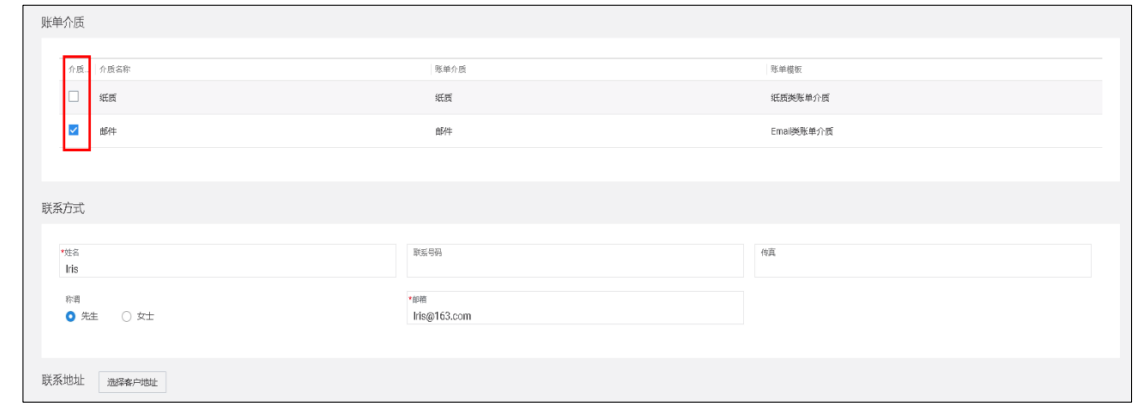 账单介质
介质... 介质名称 账单介质 账单模板
纸质 纸质 纸质类账单介质
邮件 邮件 Email类账单介质
联系方式
*姓名 联系号码 传真
Iris
称谓 *邮箱
先生 女士 Iris@163.com
联系地址 选择客户地址